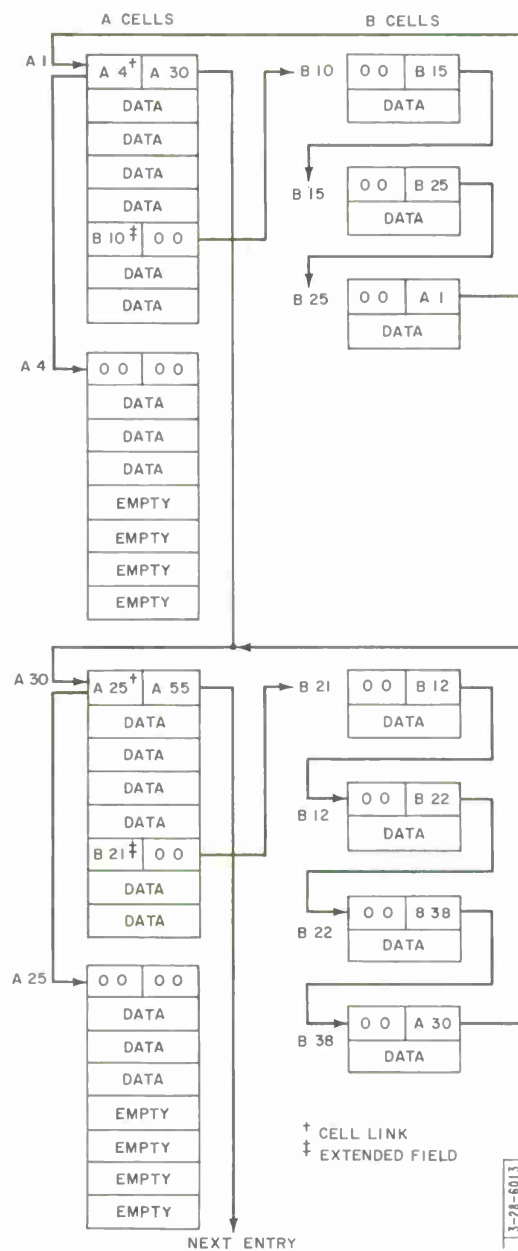 A CELLS
B CELLS
A 1
A 4† A 30
DATA
DATA
DATA
DATA
B 10‡ 0 0
DATA
DATA
B 10
0 0 B 15
DATA
B 15
0 0 B 25
DATA
B 25
0 0 A 1
DATA
A 4
0 0 0 0
DATA
DATA
DATA
EMPTY
EMPTY
EMPTY
EMPTY
A 30
A 25† A 55
DATA
DATA
DATA
DATA
B 21‡ 0 0
DATA
DATA
B 21
0 0 B 12
DATA
B 12
0 0 B 22
DATA
B 22
0 0 B 38
DATA
B 38
0 0 A 30
DATA
A 25
0 0 0 0
DATA
DATA
DATA
EMPTY
EMPTY
EMPTY
EMPTY
† CELL LINK
‡ EXTENDED FIELD
NEXT ENTRY
3-28-6013